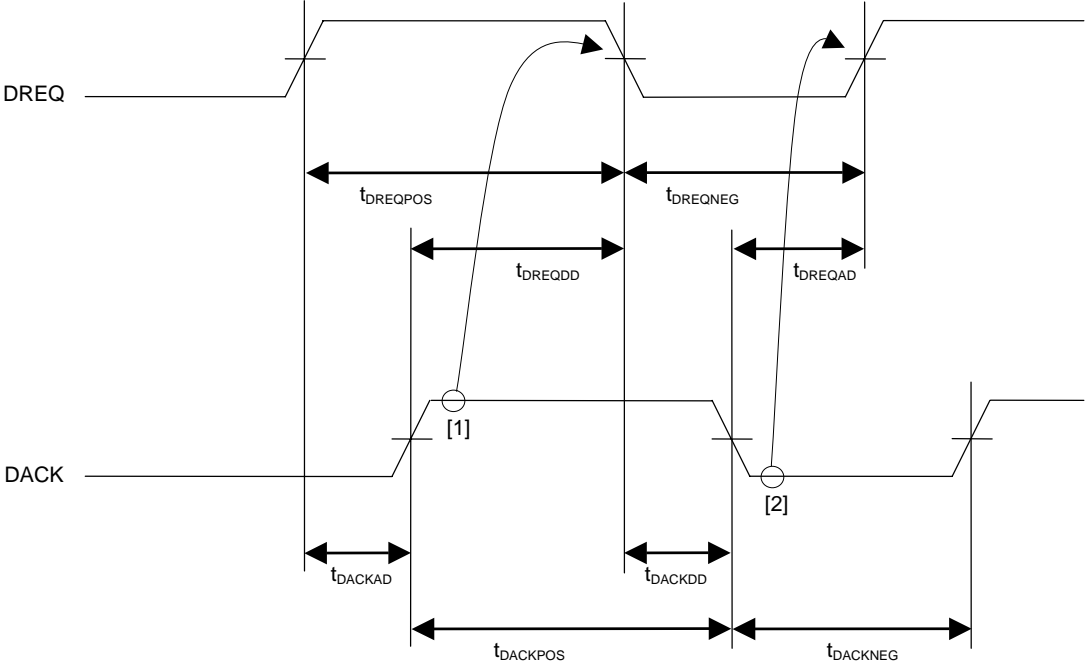 DREQ
tDREQPOS
tDREQNEG
tDREQDD
tDREQAD
[1]
DACK
[2]
tDACKAD
tDACKDD
tDACKPOS
tDACKNEG